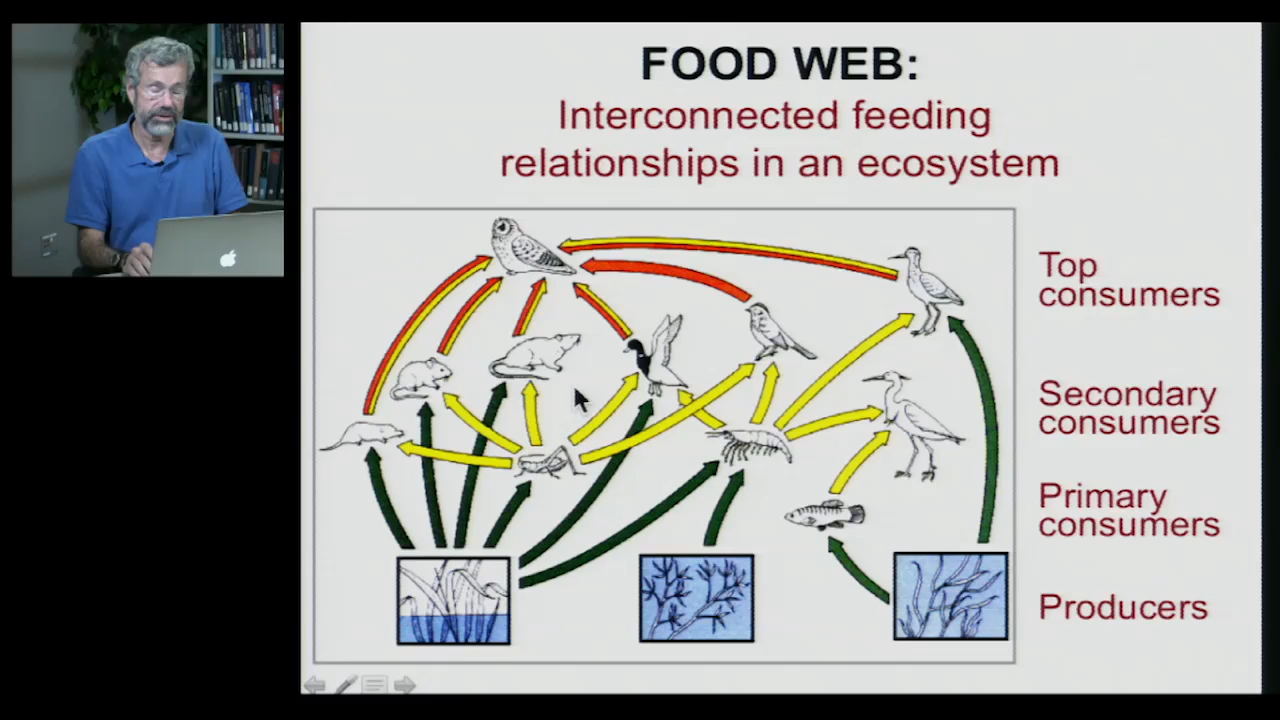 FOOD WEB:
Interconnected feeding
relationships in an ecosystem
Top
consumers
Secondary
consumers
Primary
consumers
Producers